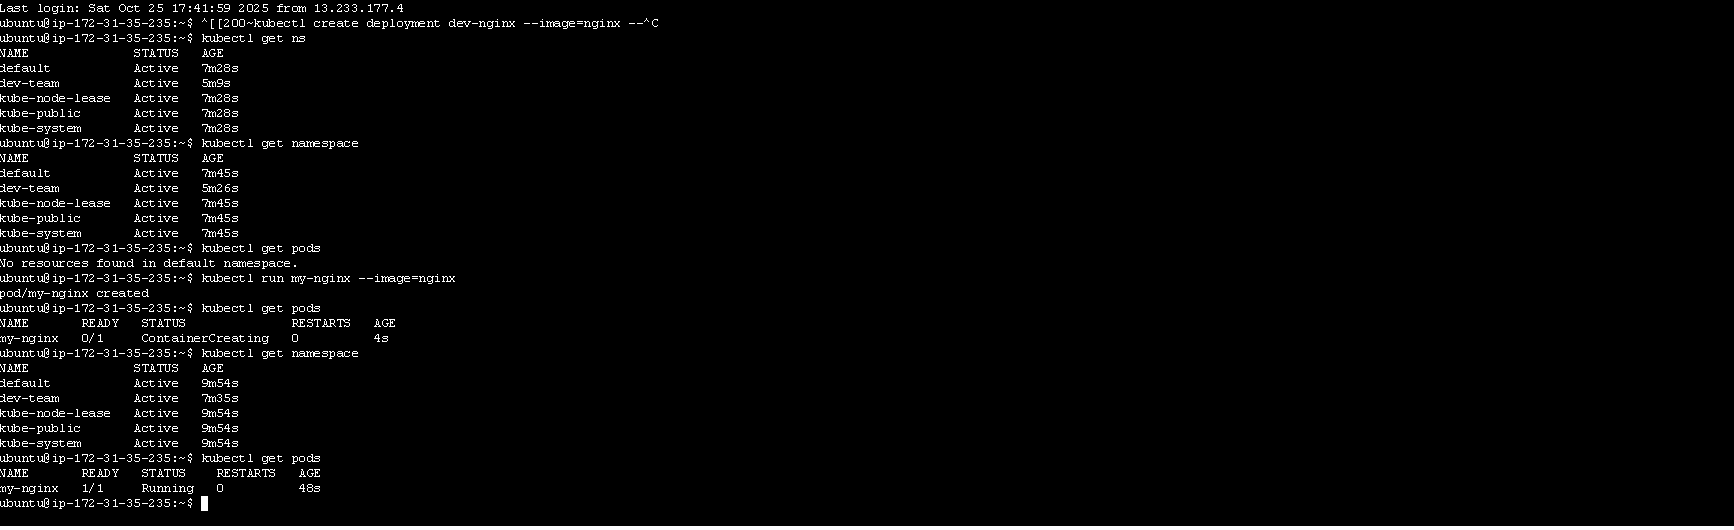 Last login: Sat Oct 25 17:41:59 2025 from 13.233.177.4
ubuntu@ip-172-31-35-235:~$ ^[[200~kubectl create deployment dev-nginx --image=nginx --^C
ubuntu@ip-172-31-35-235:~$ kubectl get ns
NAME              STATUS   AGE
default           Active   7m28s
dev-team          Active   5m9s
kube-node-lease   Active   7m28s
kube-public       Active   7m28s
kube-system       Active   7m28s
ubuntu@ip-172-31-35-235:~$ kubectl get namespace
NAME              STATUS   AGE
default           Active   7m45s
dev-team          Active   5m26s
kube-node-lease   Active   7m45s
kube-public       Active   7m45s
kube-system       Active   7m45s
ubuntu@ip-172-31-35-235:~$ kubectl get pods
No resources found in default namespace.
ubuntu@ip-172-31-35-235:~$ kubectl run my-nginx --image=nginx
pod/my-nginx created
ubuntu@ip-172-31-35-235:~$ kubectl get pods
NAME       READY   STATUS              RESTARTS   AGE
my-nginx   0/1     ContainerCreating   0          4s
ubuntu@ip-172-31-35-235:~$ kubectl get namespace
NAME              STATUS   AGE
default           Active   9m54s
dev-team          Active   7m35s
kube-node-lease   Active   9m54s
kube-public       Active   9m54s
kube-system       Active   9m54s
ubuntu@ip-172-31-35-235:~$ kubectl get pods
NAME       READY   STATUS    RESTARTS   AGE
my-nginx   1/1     Running   0          48s
ubuntu@ip-172-31-35-235:~$